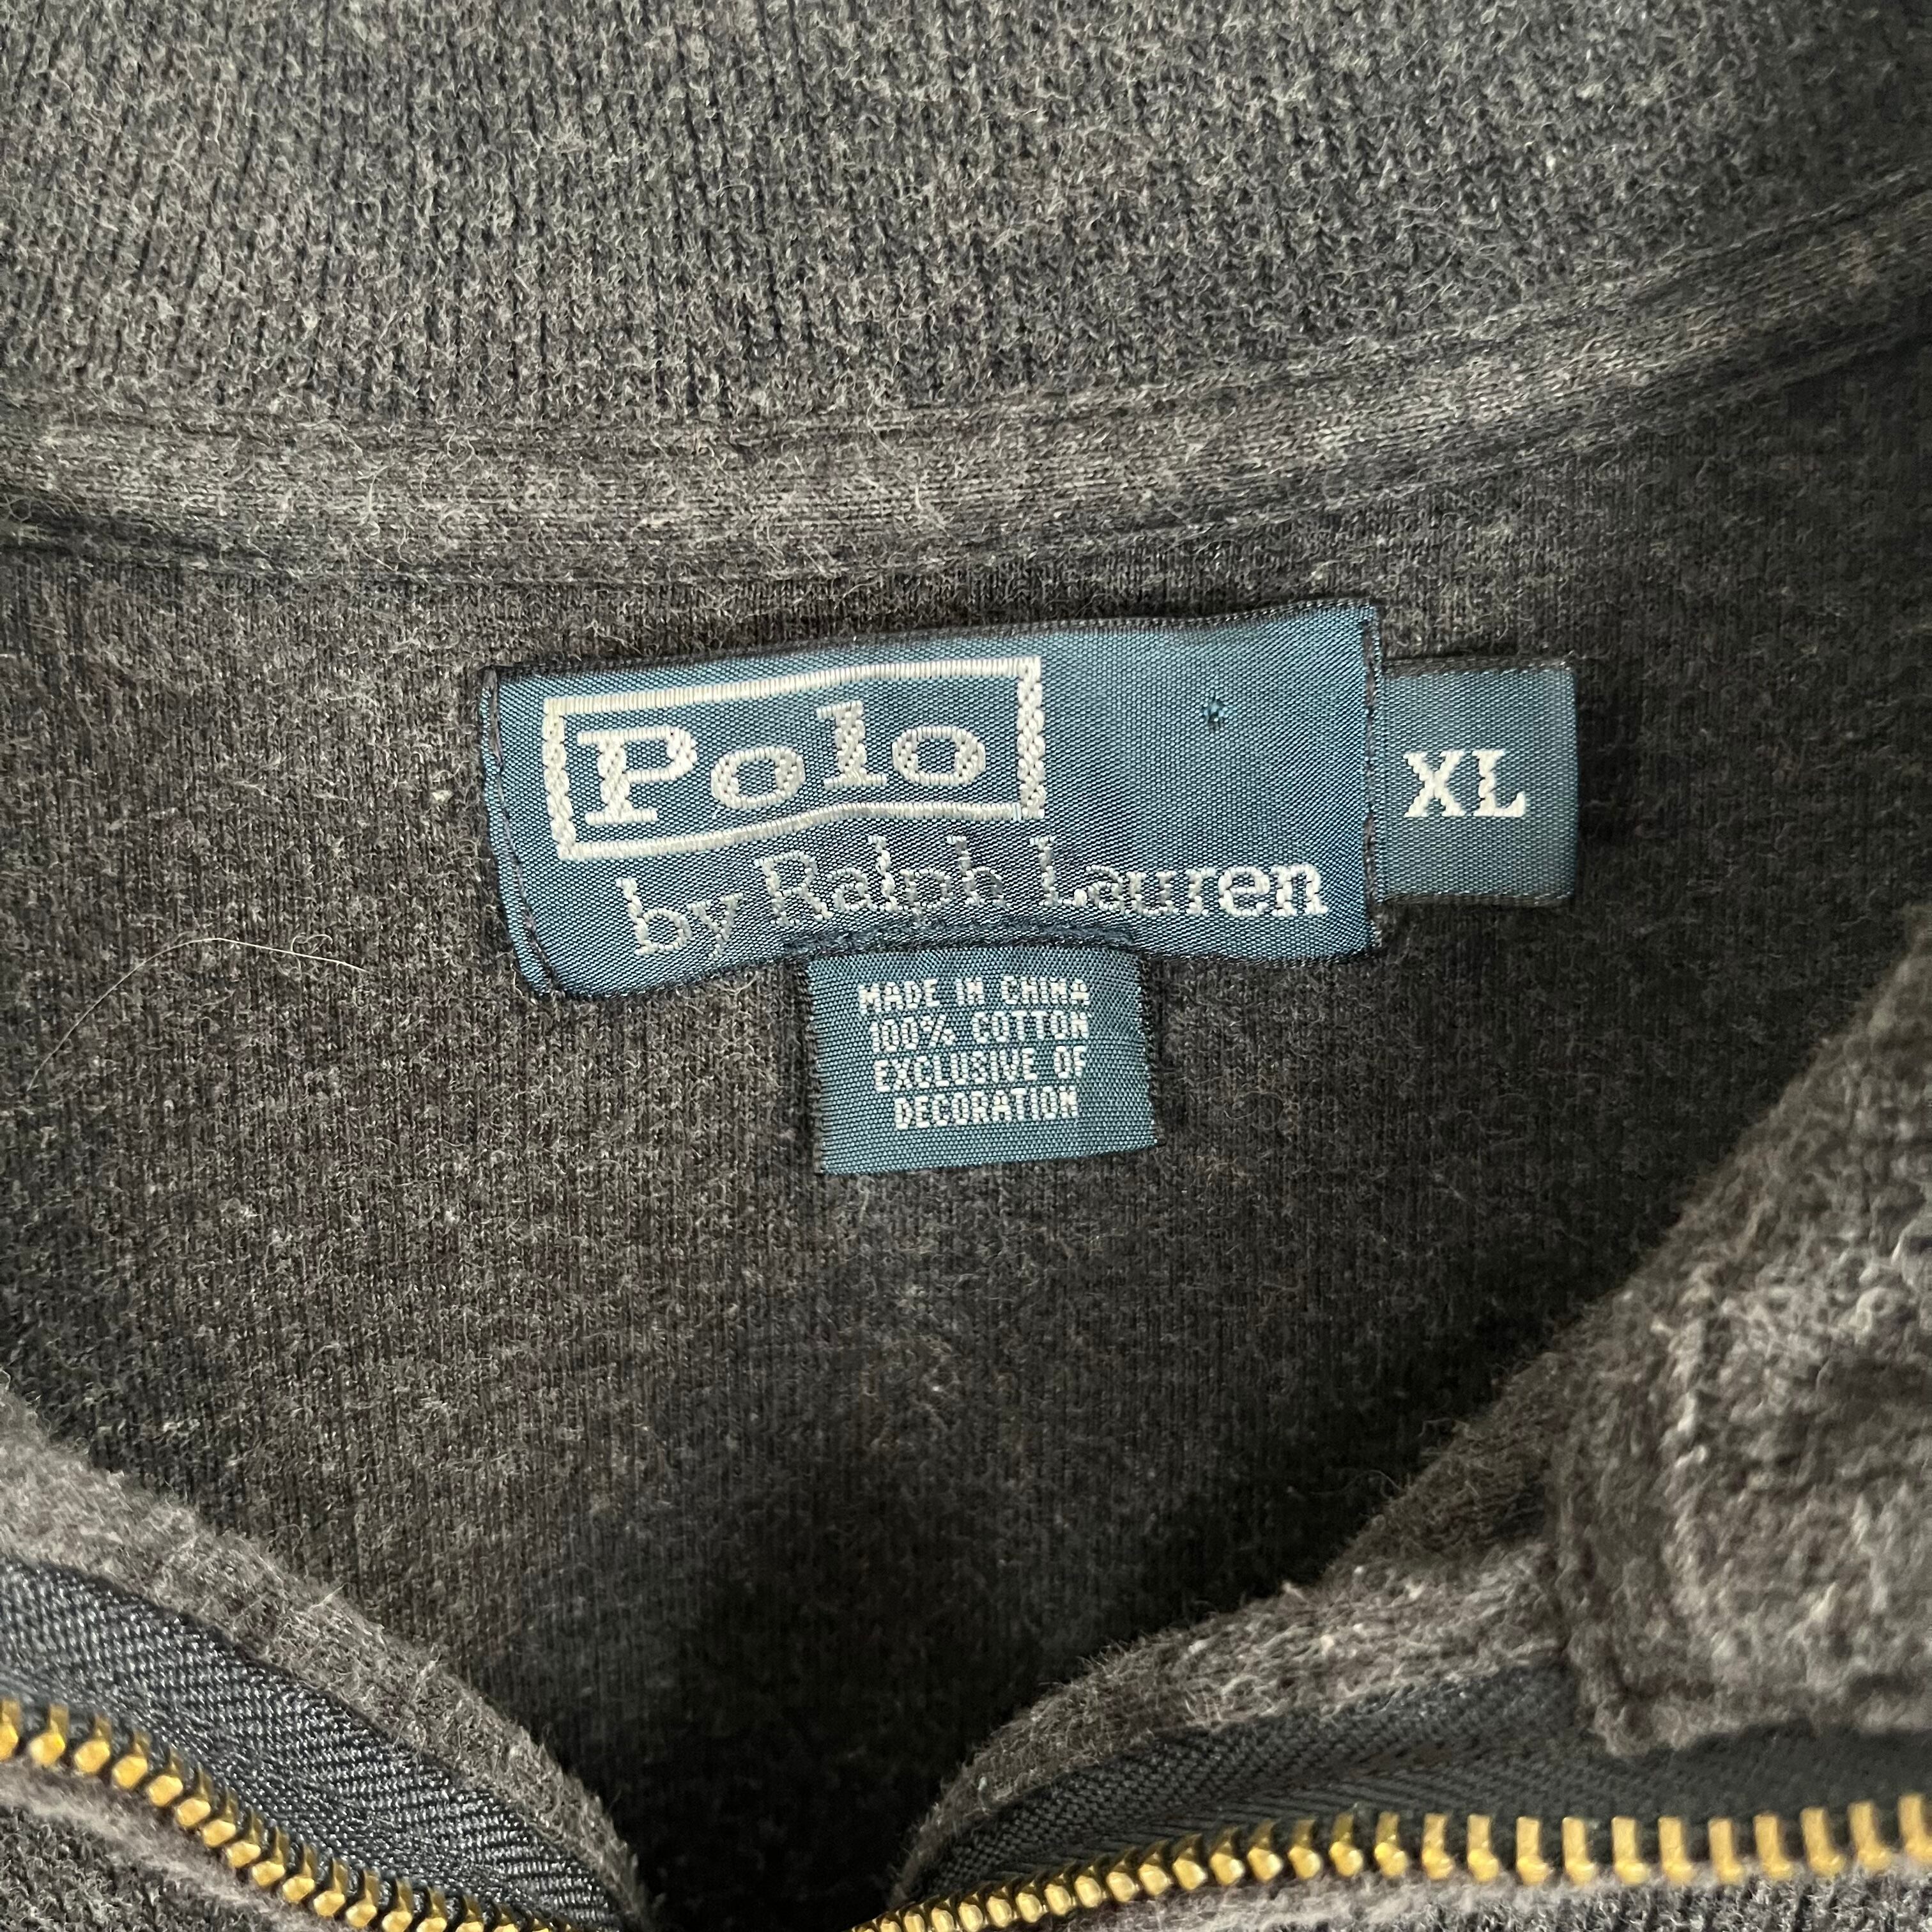 Polo
by Ralph Lauren
XL
MADE IN CHINA
100% COTTON
EXCLUSIVE OF
DECORATION